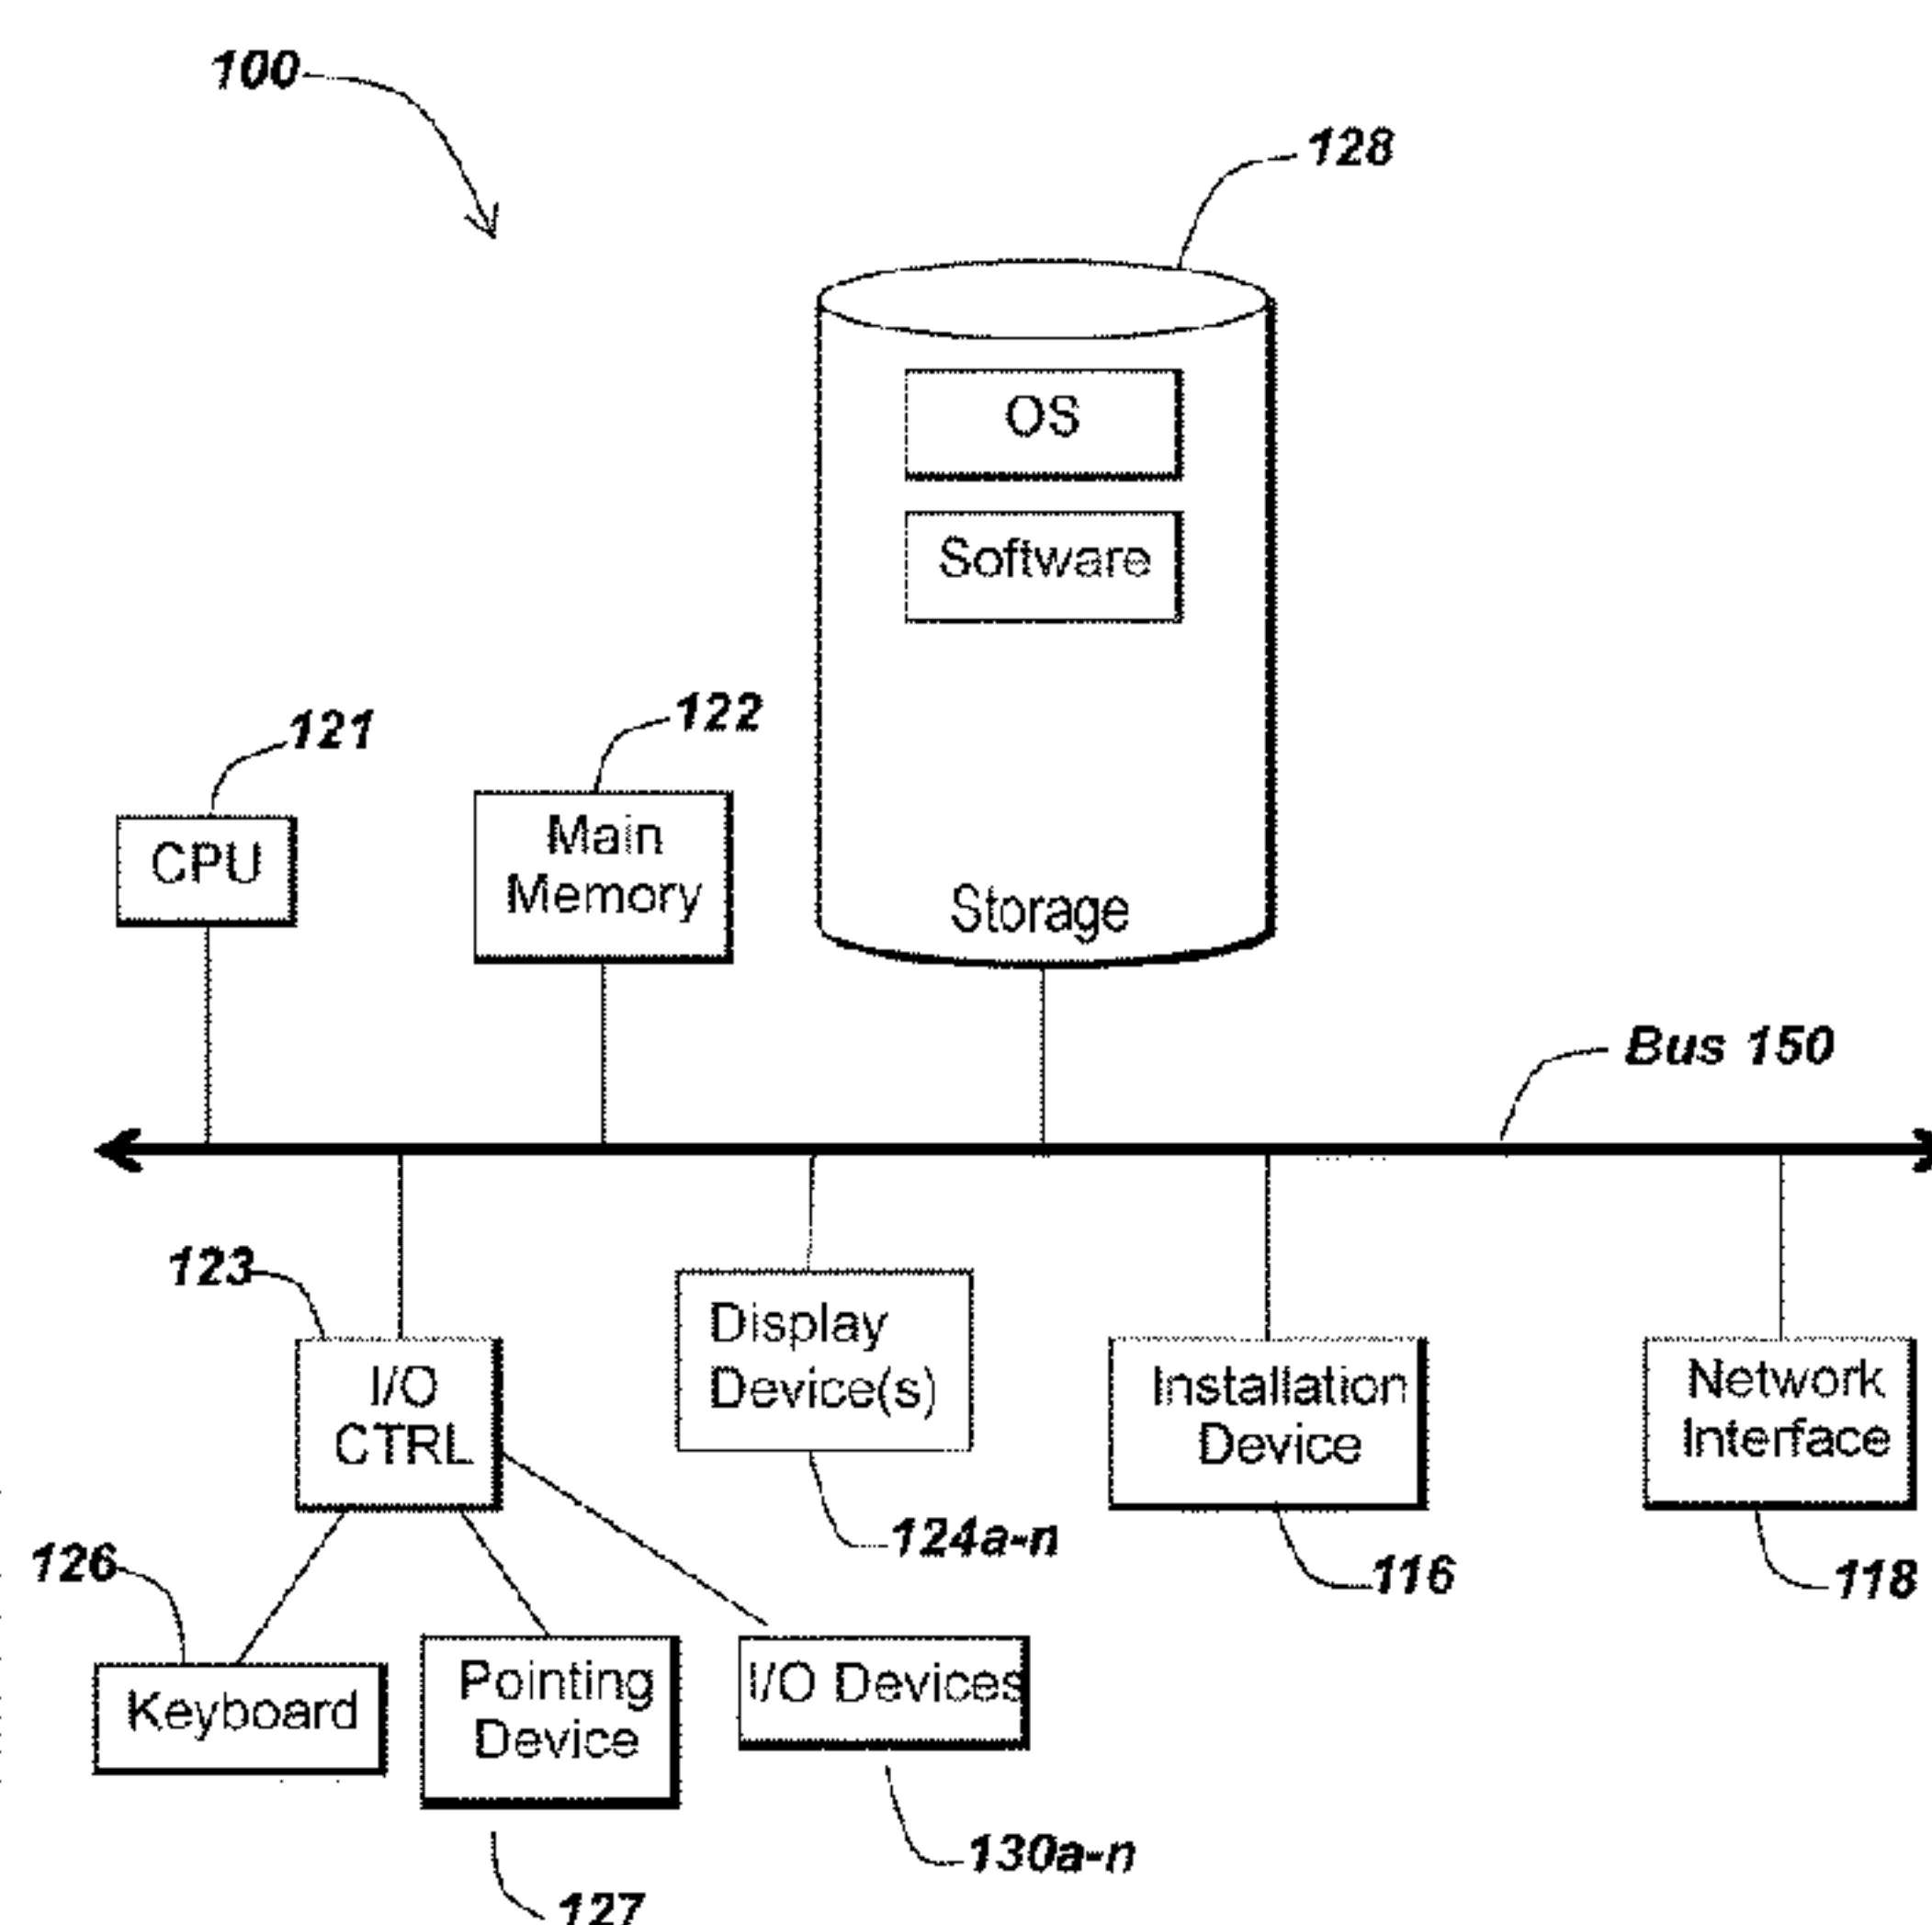 100
128
OS
Software
121
122
CPU
Main
Memory
Storage
Bus 150
123
I/O
CTRL
Display
Device(s)
Installation
Device
Network
Interface
124a-n
116
118
126
Keyboard
Pointing
Device
I/O Devices
130a-n
127